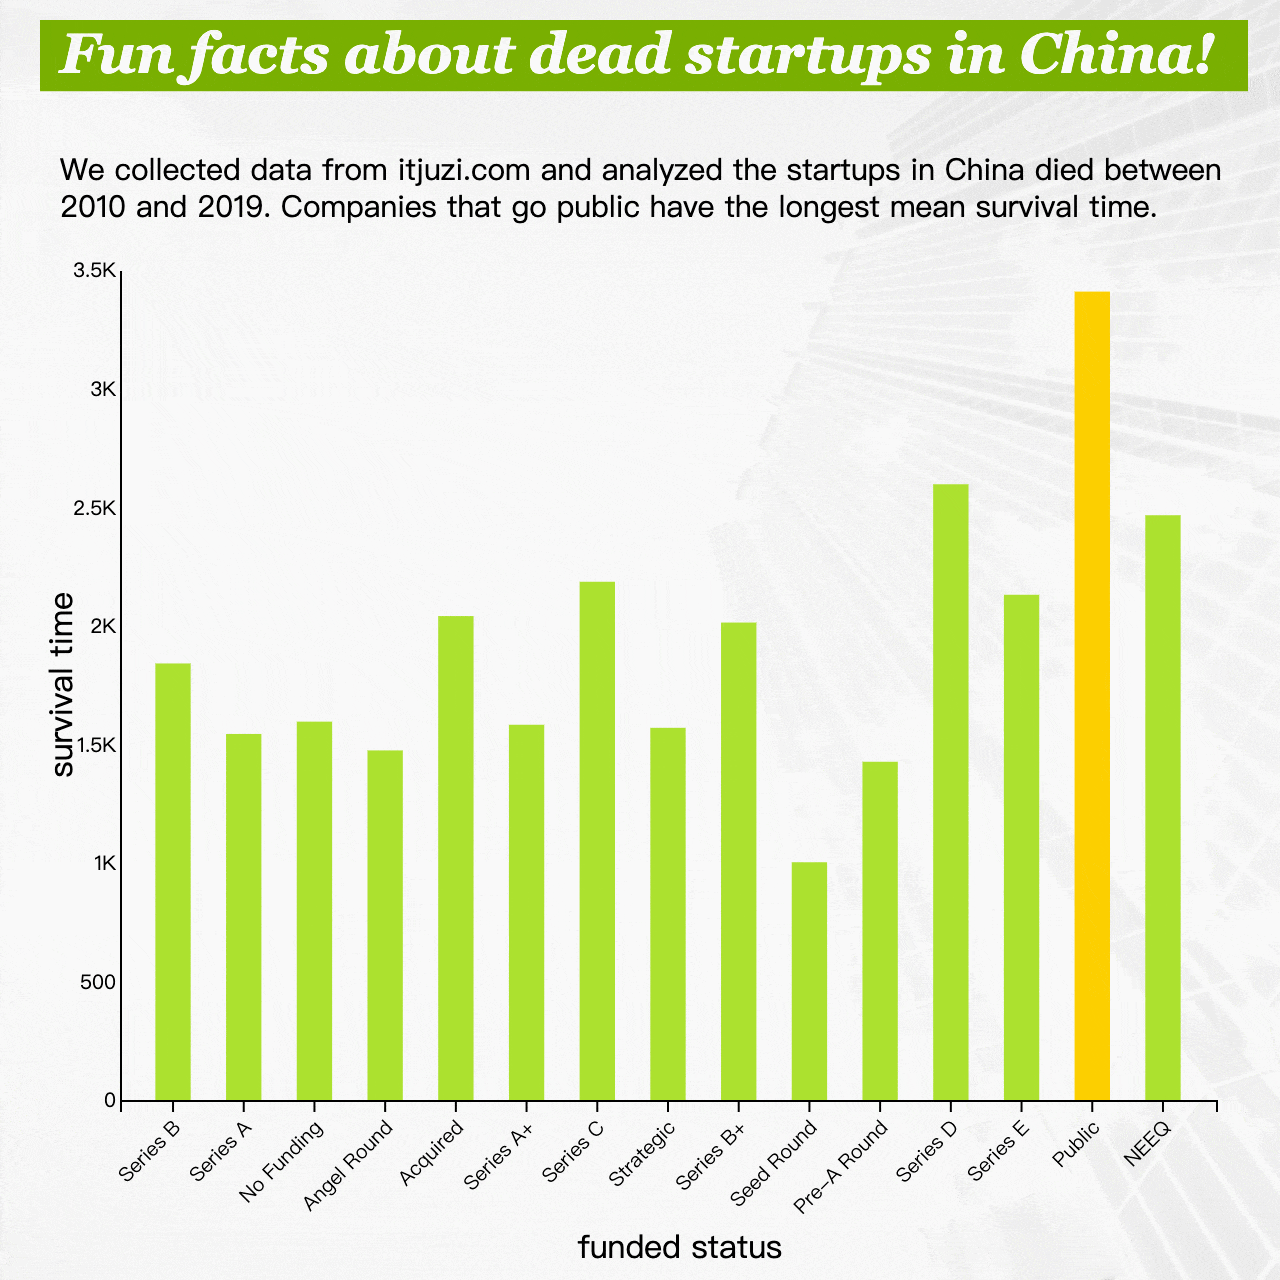 Fun facts about dead startups in China!
We collected data from itjuzi.com and analyzed the startups in China died between
2010 and 2019. Companies that go public have the longest mean survival time.
3.5K
3K
2.5K
2K
1.5K
1K
500
0
survival time
Series B
Series A
No Funding
Angel Round
Acquired
Series A+
Series C
Strategic
Series B+
Seed Round
Pre-A Round
Series D
Series E
Public
NEEQ
funded status